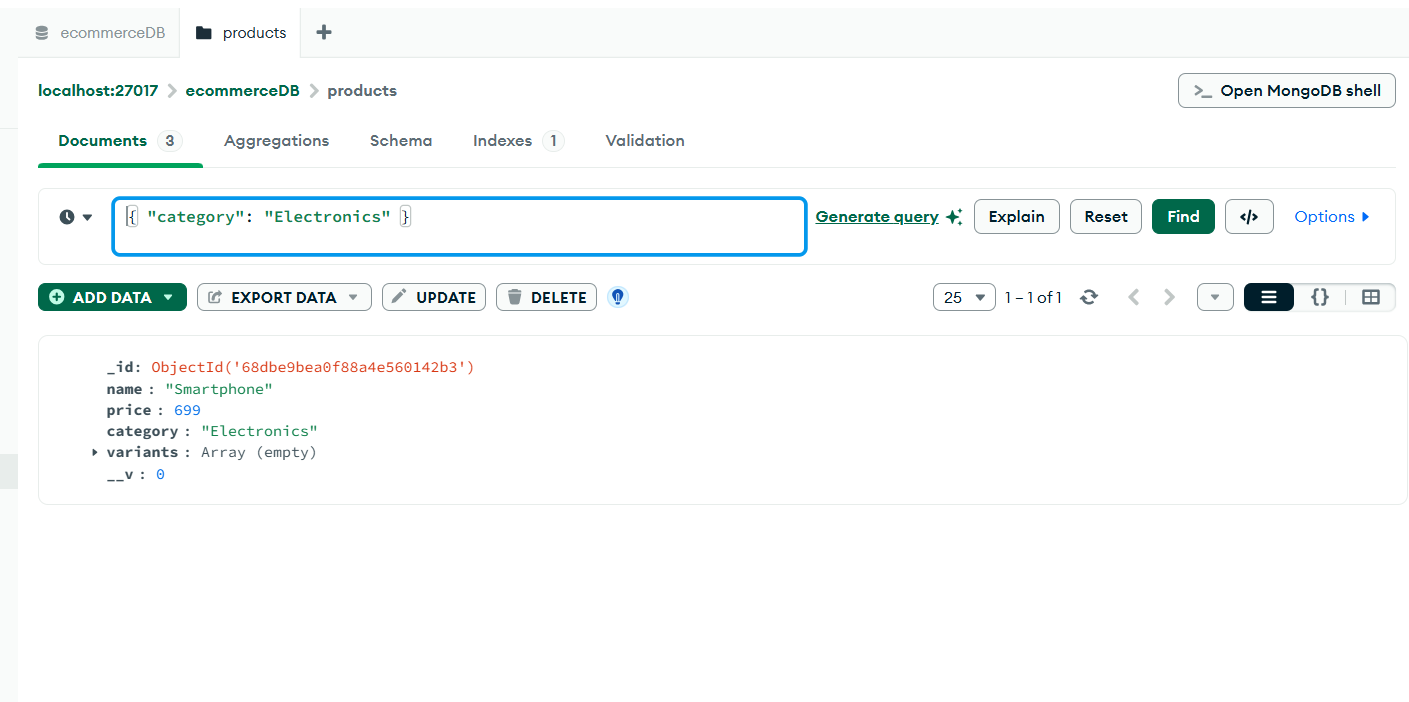 ecommerceDB products
localhost:27017 ecommerceDB products
>_ Open MongoDB shell
Documents 3 Aggregations Schema Indexes 1 Validation
{ "category": "Electronics" }
Generate query Explain Reset Find </> Options
ADD DATA EXPORT DATA UPDATE DELETE 25 1 – 1 of 1 {}
_id: ObjectId('68dbe9bea0f88a4e560142b3')
name : "Smartphone"
price : 699
category : "Electronics"
variants : Array (empty)
__v : 0